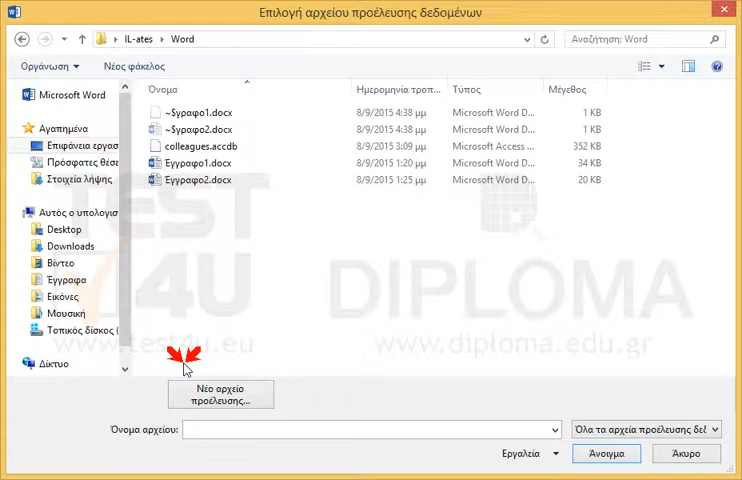 Επιλογή αρχείου προέλευσης δεδομένων
IL-ates Word
Αναζήτηση: Word
Οργάνωση Νέος φάκελος
Microsoft Word
Αγαπημένα
Επιφάνεια εργασ
Πρόσφατες θέσε
Στοιχεία λήψης
Αυτός ο υπολογισ
Desktop
Downloads
Βίντεο
Έγγραφα
Εικόνες
Μουσική
Τοπικός δίσκος (
Δίκτυο
Όνομα Ημερομηνία τροπ... Τύπος Μέγεθος
~$γραφο1.docx 8/9/2015 4:38 μμ Microsoft Word D... 1 KB
~$γραφο2.docx 8/9/2015 4:38 μμ Microsoft Word D... 1 KB
colleagues.accdb 8/9/2015 3:09 μμ Microsoft Access ... 352 KB
Έγγραφο1.docx 8/9/2015 1:20 μμ Microsoft Word D... 34 KB
Έγγραφο2.docx 8/9/2015 1:25 μμ Microsoft Word D... 20 KB
TEST
4U
DIPLOMA
www.test4u.eu www.diploma.edu.gr
Νέο αρχείο
προέλευσης...
Όνομα αρχείου:
Όλα τα αρχεία προέλευσης δεδ
Εργαλεία Άνοιγμα Άκυρο